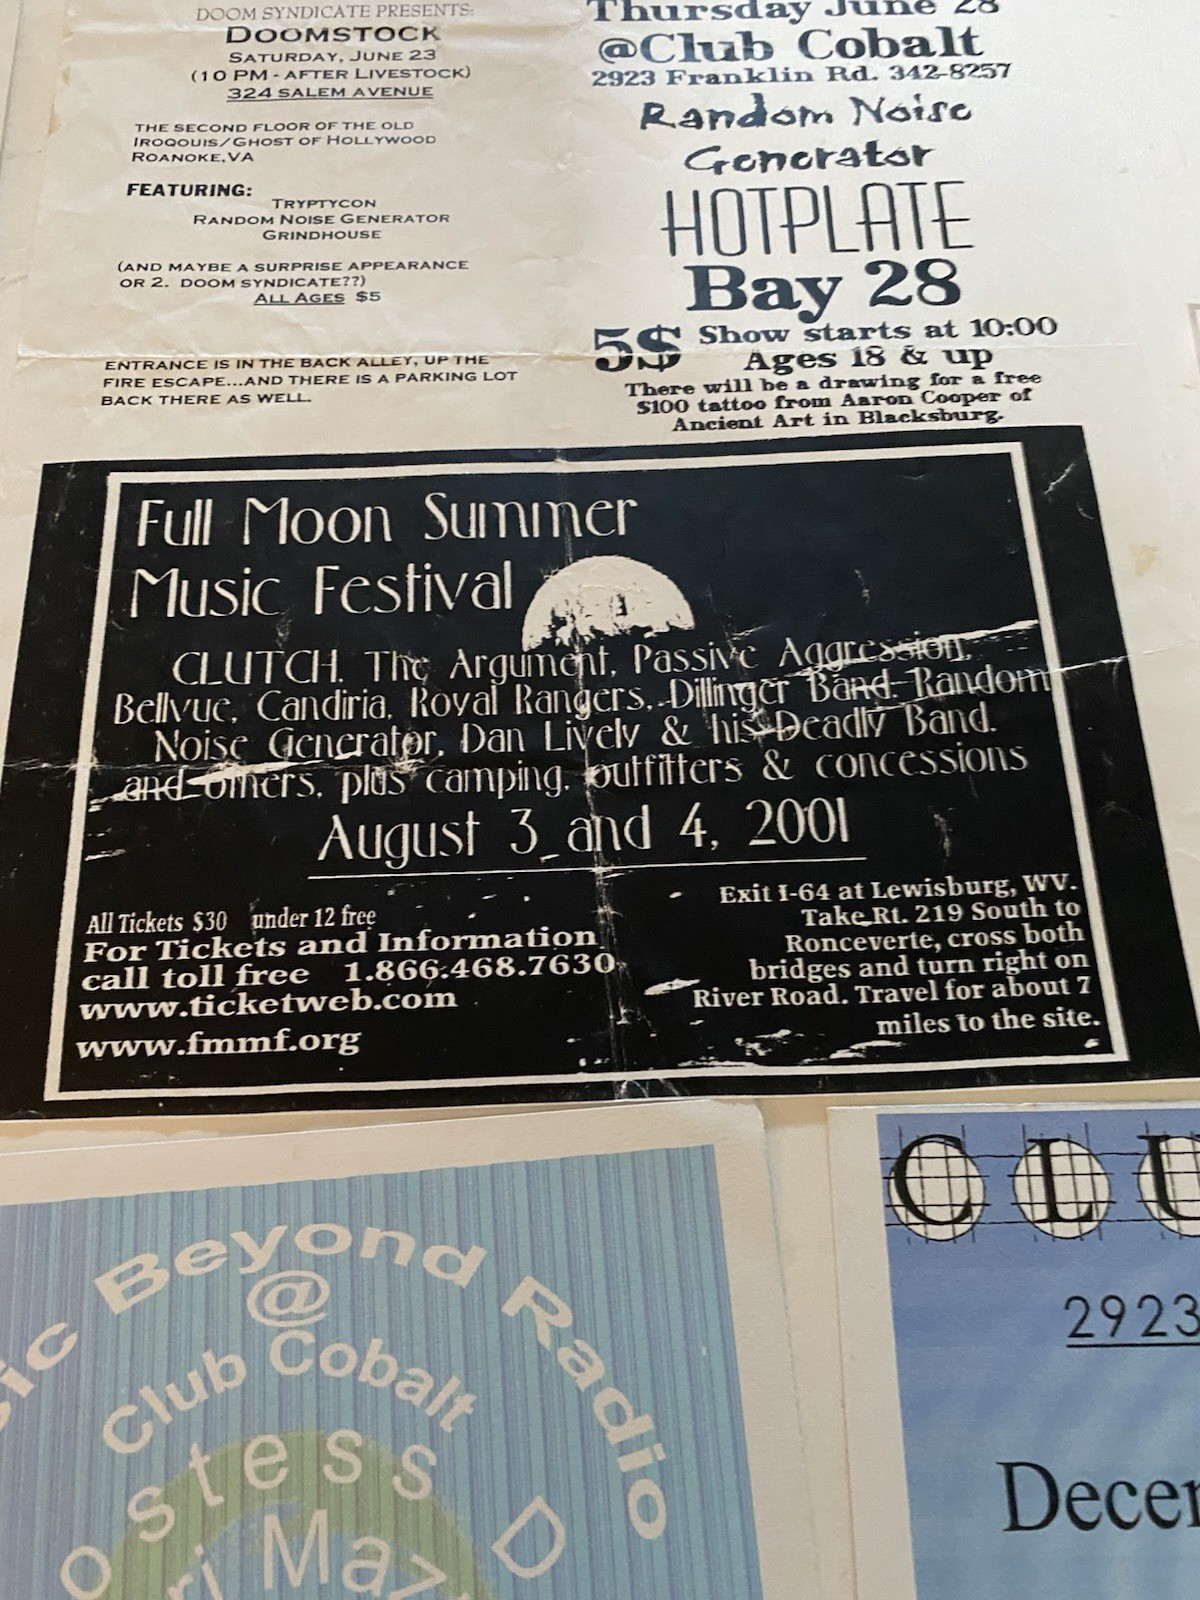 DOOM SYNDICATE PRESENTS:
DOOMSTOCK
SATURDAY, JUNE 23
(10 PM - AFTER LIVESTOCK)
324 SALEM AVENUE
THE SECOND FLOOR OF THE OLD
IROQOUIS/GHOST OF HOLLYWOOD
ROANOKE,VA
FEATURING:
TRYPTYCON
RANDOM NOISE GENERATOR
GRINDHOUSE
(AND MAYBE A SURPRISE APPEARANCE
OR 2. DOOM SYNDICATE??)
ALL AGES $5
ENTRANCE IS IN THE BACK ALLEY, UP THE
FIRE ESCAPE...AND THERE IS A PARKING LOT
BACK THERE AS WELL.
Thursday June 28
@Club Cobalt
2923 Franklin Rd. 342-8257
Random Noise
Generator
HOTPLATE
Bay 28
5$ Show starts at 10:00
Ages 18 & up
There will be a drawing for a free
$100 tattoo from Aaron Cooper of
Ancient Art in Blacksburg.
Full Moon Summer
Music Festival
CLUTCH. The Argument, Passive Aggression,
Bellvue, Candiria, Royal Rangers, Dillinger Band. Random
Noise Generator, Dan Lively & his Deadly Band.
and others, plus camping, outfitters & concessions
August 3 and 4, 2001
All Tickets $30 under 12 free
For Tickets and Information
call toll free 1.866.468.7630
www.ticketweb.com
www.fmmf.org
Exit I-64 at Lewisburg, WV.
Take Rt. 219 South to
Ronceverte, cross both
bridges and turn right on
River Road. Travel for about 7
miles to the site.
Beyond Radio
@
Club Cobalt
ostess D
ri Maz
CLU
2923
Decem